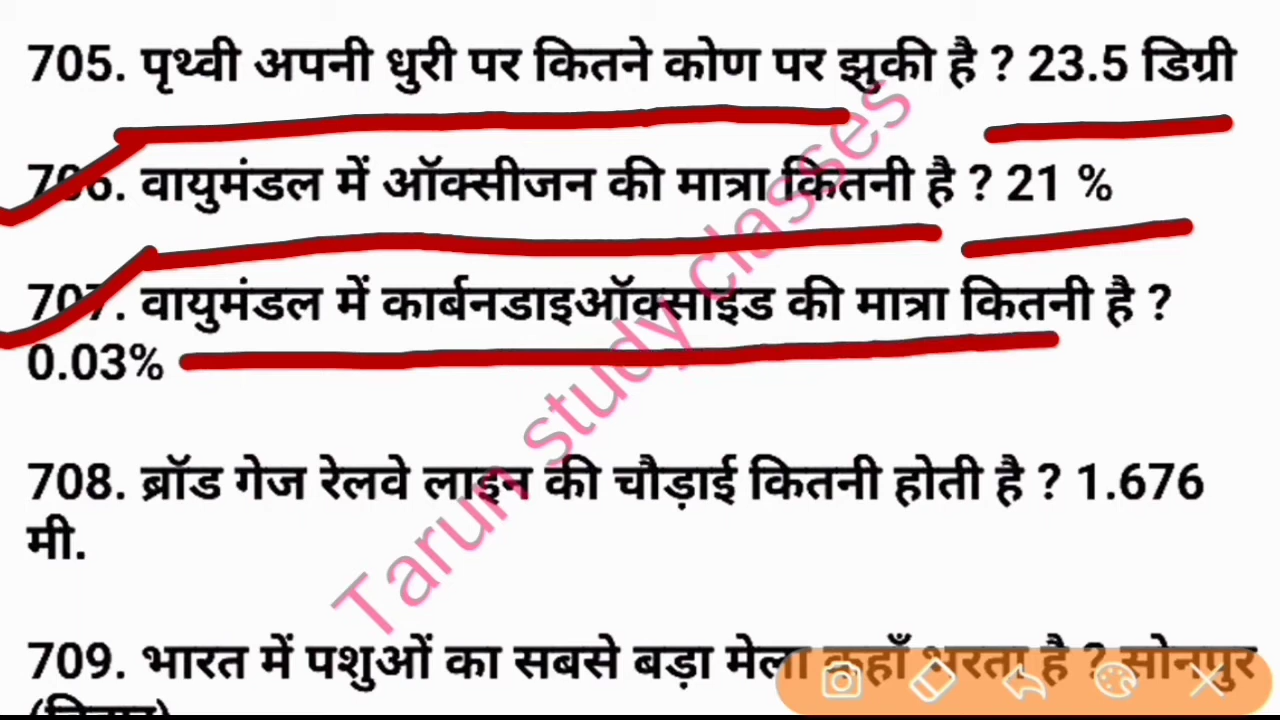 705. पृथ्वी अपनी धुरी पर कितने कोण पर झुकी है ? 23.5 डिग्री
706. वायुमंडल में ऑक्सीजन की मात्रा कितनी है ? 21 %
707. वायुमंडल में कार्बनडाइऑक्साइड की मात्रा कितनी है ?
0.03%
708. ब्रॉड गेज रेलवे लाइन की चौड़ाई कितनी होती है ? 1.676
मी.
709. भारत में पशुओं का सबसे बड़ा मेला कहाँ भरता है ? सोनपुर
Tarun study classes